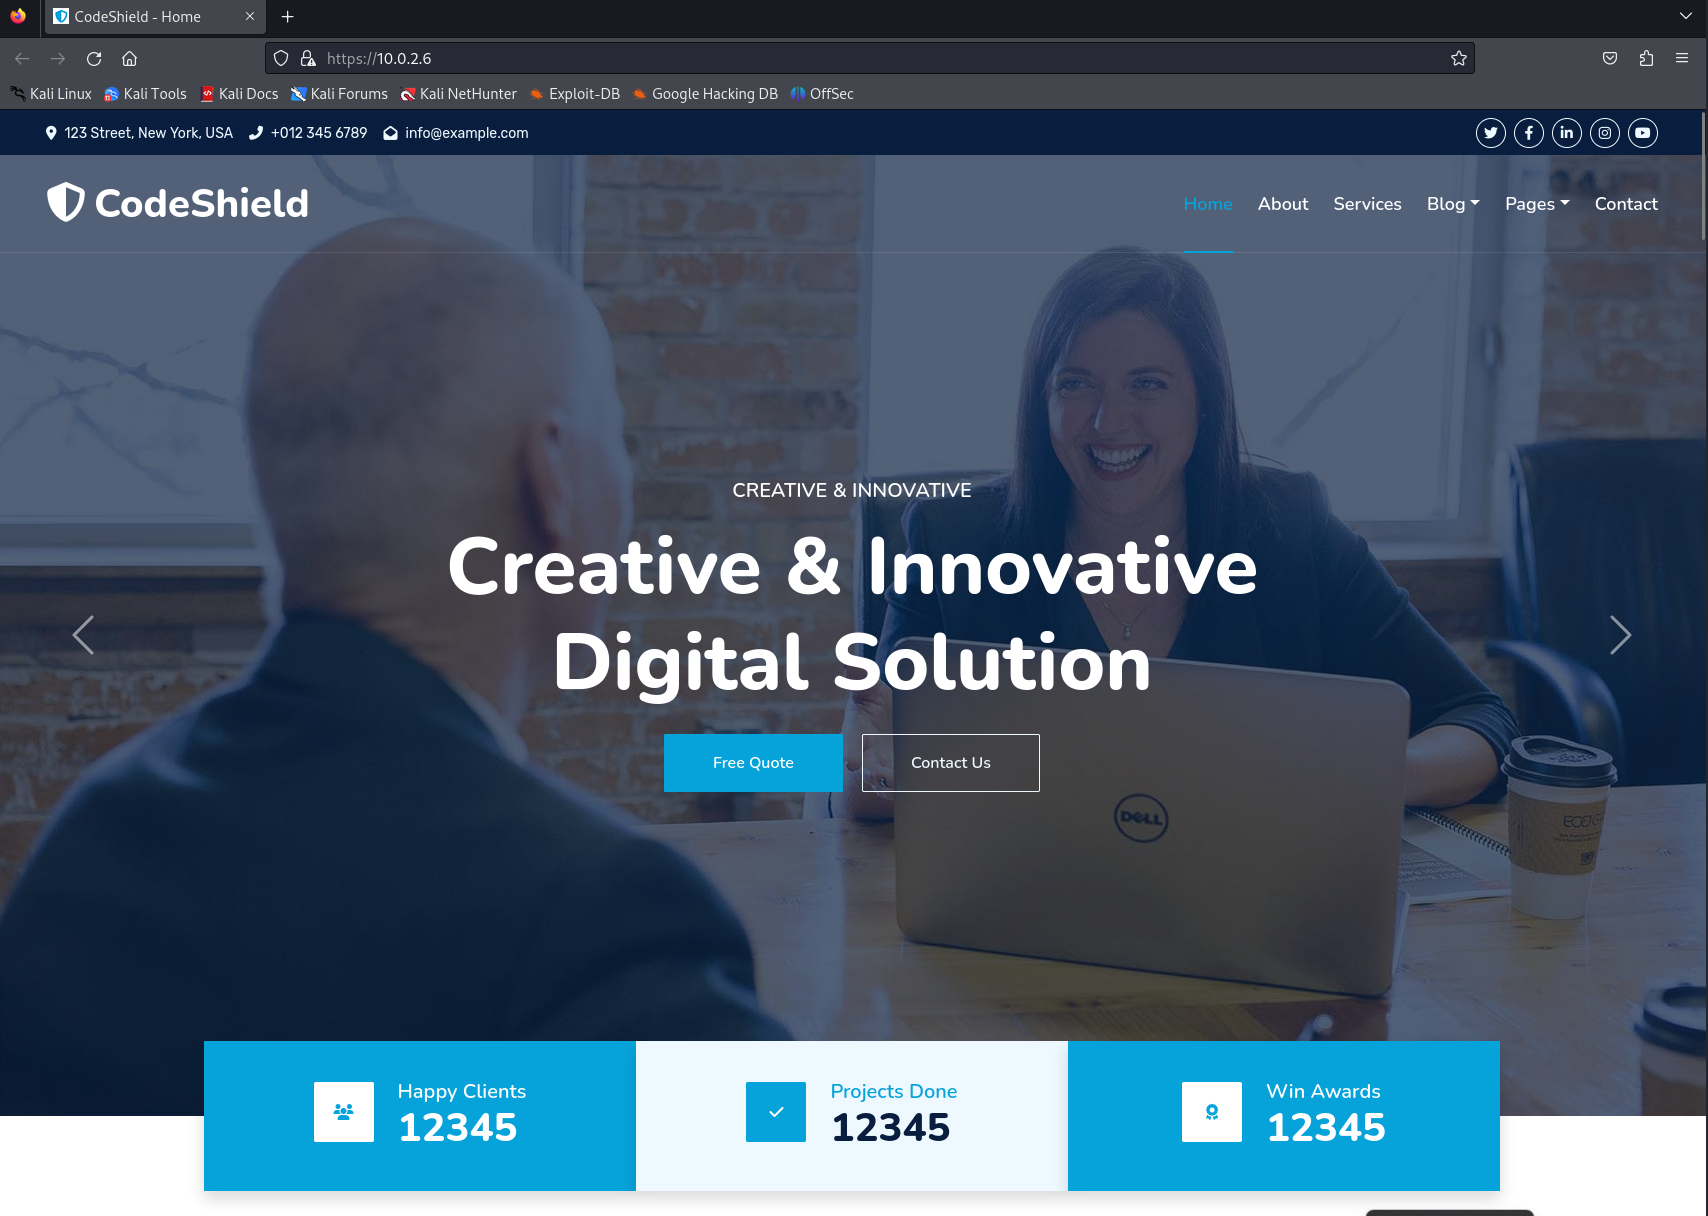 CodeShield - Home
https://10.0.2.6
Kali Linux Kali Tools Kali Docs Kali Forums Kali NetHunter Exploit-DB Google Hacking DB OffSec
123 Street, New York, USA +012 345 6789 info@example.com
CodeShield
Home About Services Blog Pages Contact
CREATIVE & INNOVATIVE
Creative & Innovative
Digital Solution
Free Quote Contact Us
DELL
Happy Clients
12345
Projects Done
12345
Win Awards
12345